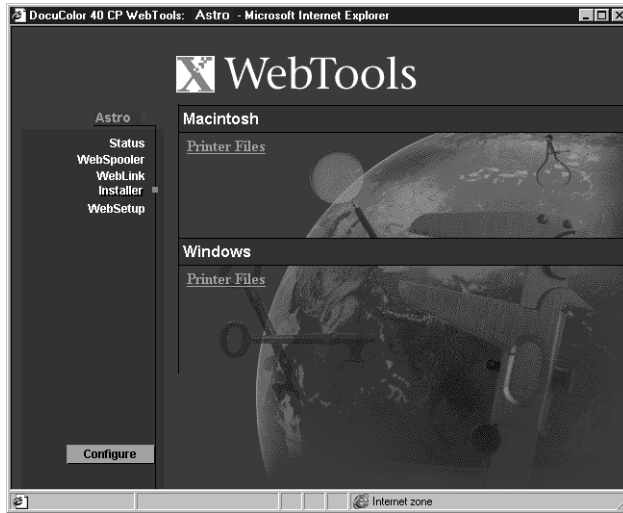 DocuColor 40 CP WebTools: Astro - Microsoft Internet Explorer
X WebTools
Astro
Status
WebSpooler
WebLink
Installer
WebSetup
Configure
Macintosh
Printer Files
Windows
Printer Files
Internet zone